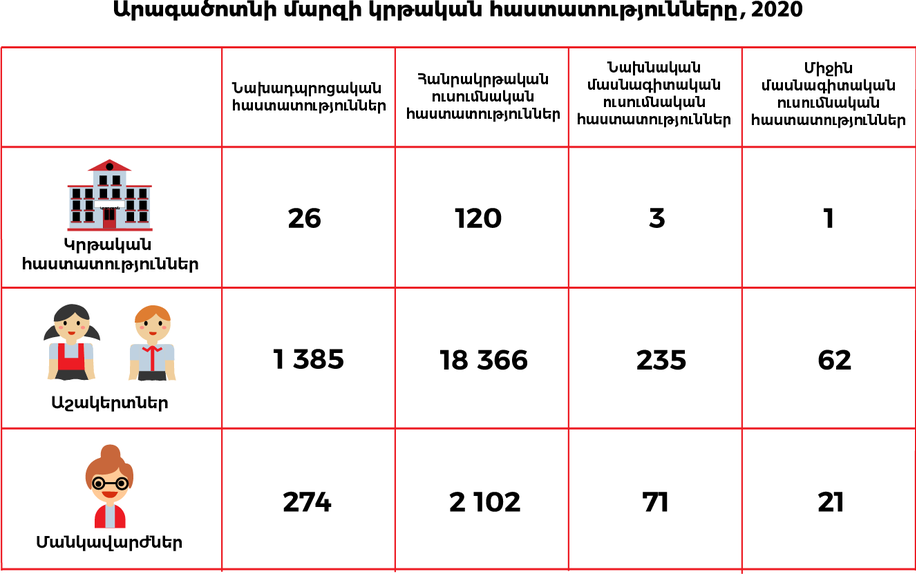 Արագածոտնի մարզի կրթական հաստատությունները, 2020
Նախադպրոցական
հաստատություններ
Հանրակրթական
ուսումնական
հաստատություններ
Նախնական
մասնագիտական
ուսումնական
հաստատություններ
Միջին
մասնագիտական
ուսումնական
հաստատություններ
Կրթական
հաստատություններ
26 120 3 1
Աշակերտներ
1 385 18 366 235 62
Մանկավարժներ
274 2 102 71 21